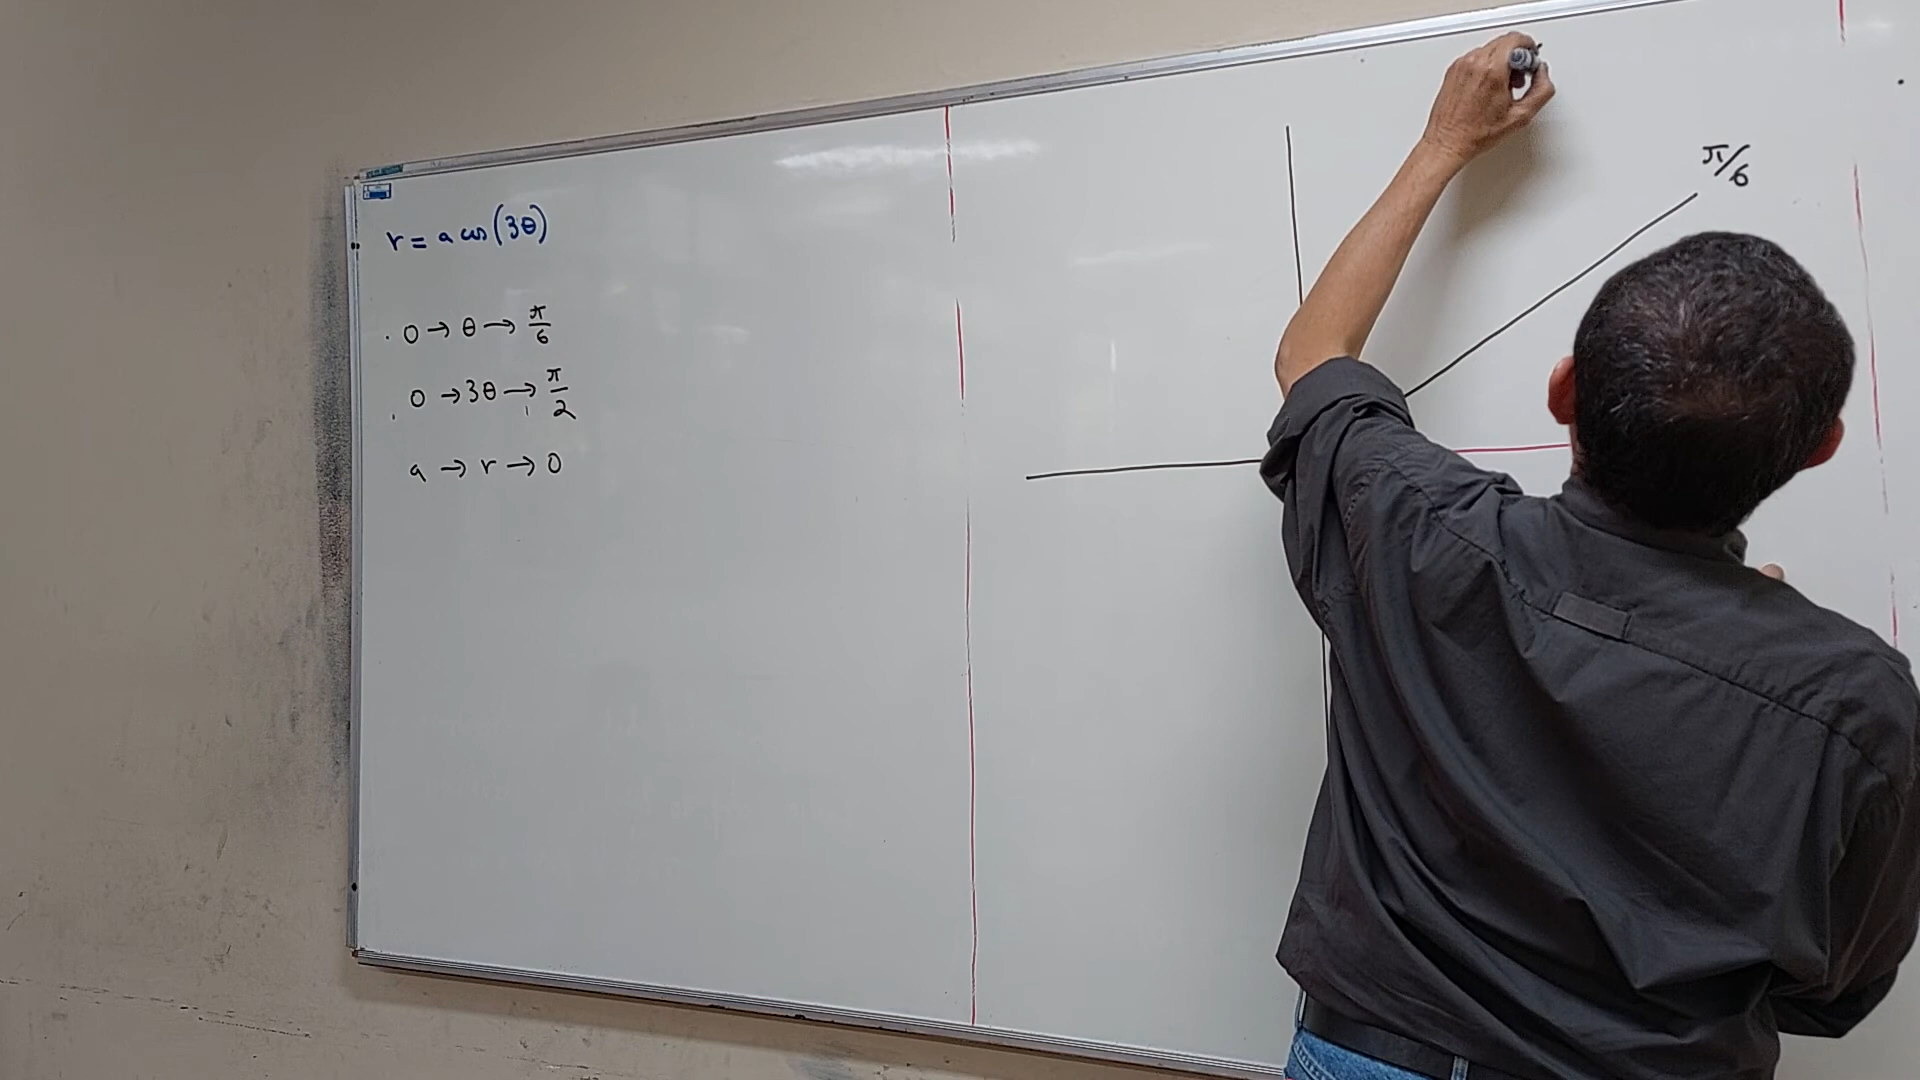 r = a cos(3θ)
0 → θ → π/6
0 → 3θ → π/2
a → r → 0
π/6